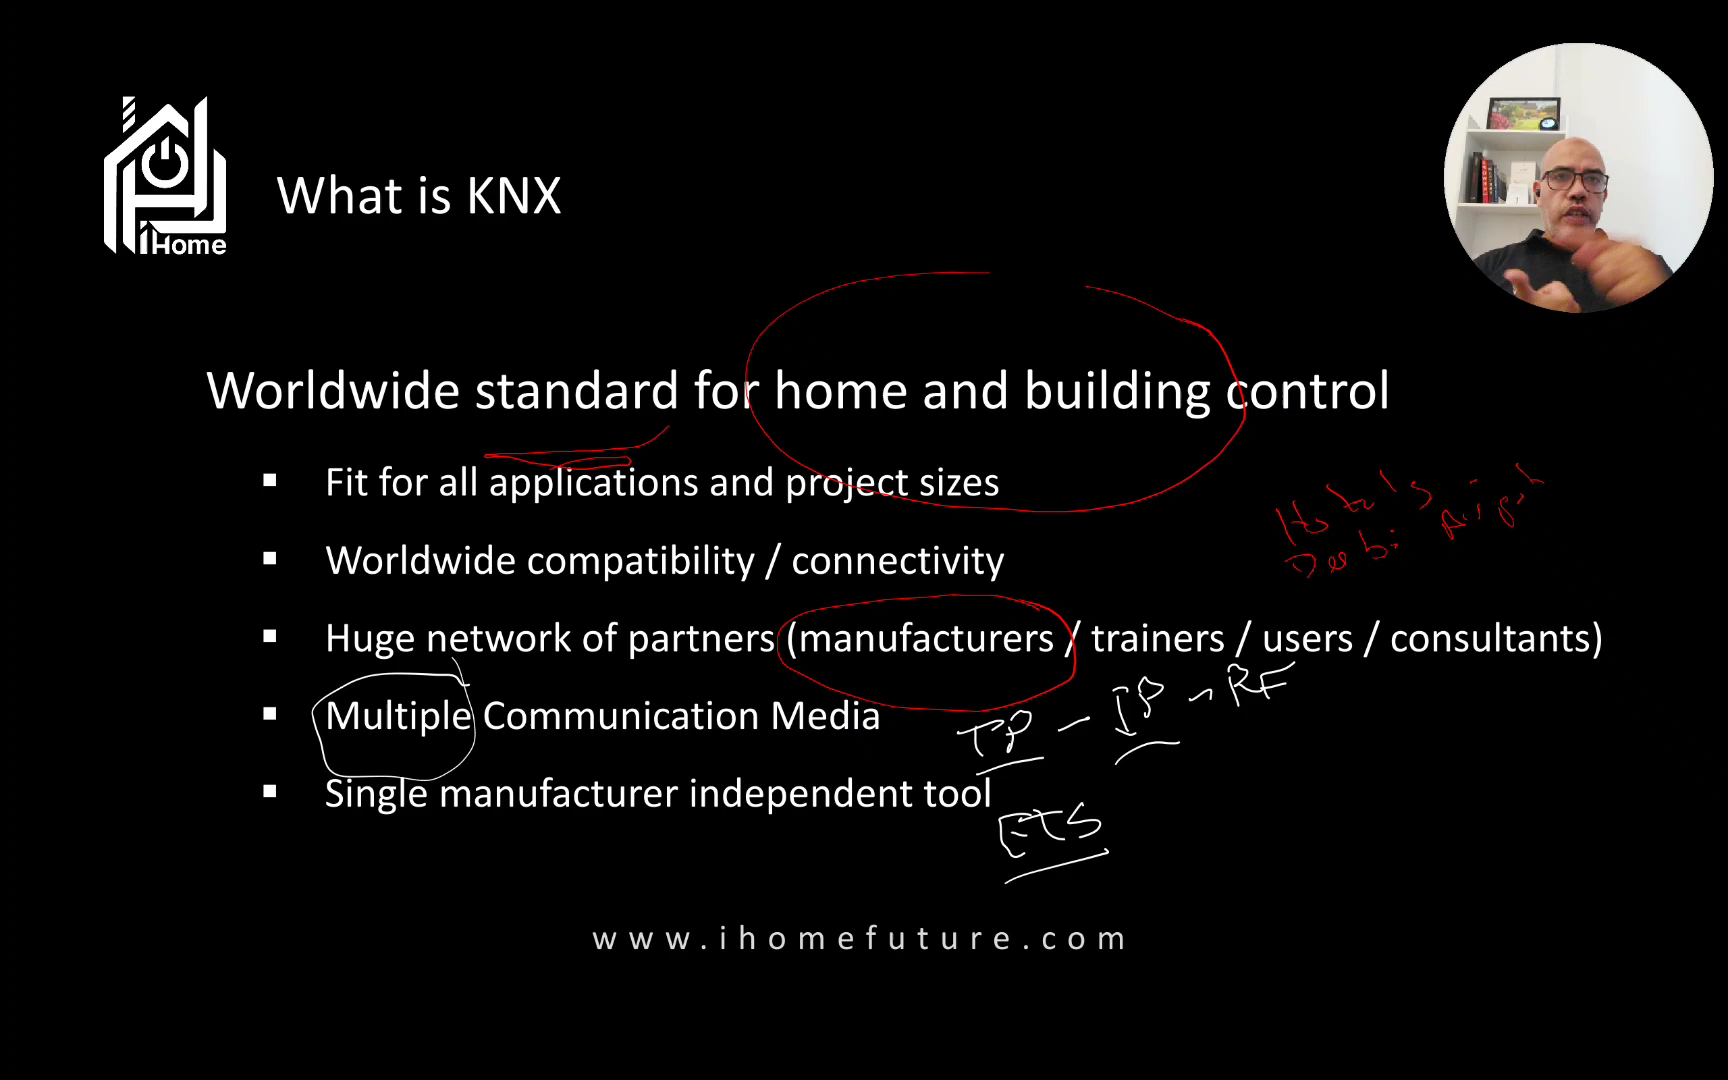 iHome
What is KNX
Worldwide standard for home and building control
▪ Fit for all applications and project sizes
Hotels
▪ Worldwide compatibility / connectivity
▪ Huge network of partners (manufacturers / trainers / users / consultants)
▪ Multiple Communication Media
TP - IP - RF
▪ Single manufacturer independent tool
ETS
www.ihomefuture.com